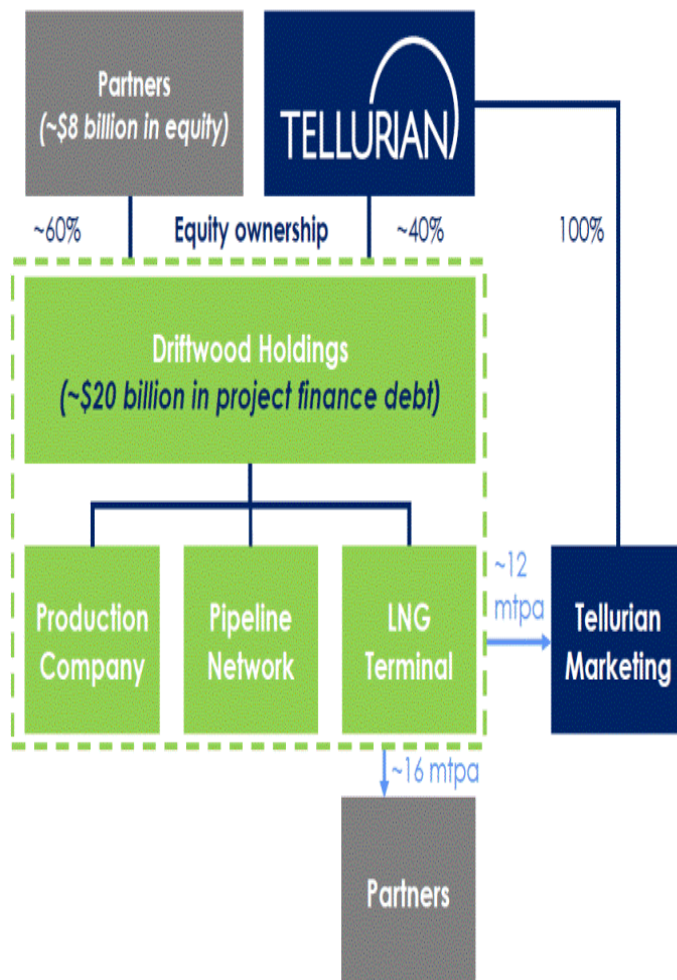 Partners
(~$8 billion in equity)
TELLURIAN
~60%
Equity ownership
~40%
100%
Driftwood Holdings
(~$20 billion in project finance debt)
Production
Company
Pipeline
Network
LNG
Terminal
~12
mtpa
Tellurian
Marketing
~16 mtpa
Partners